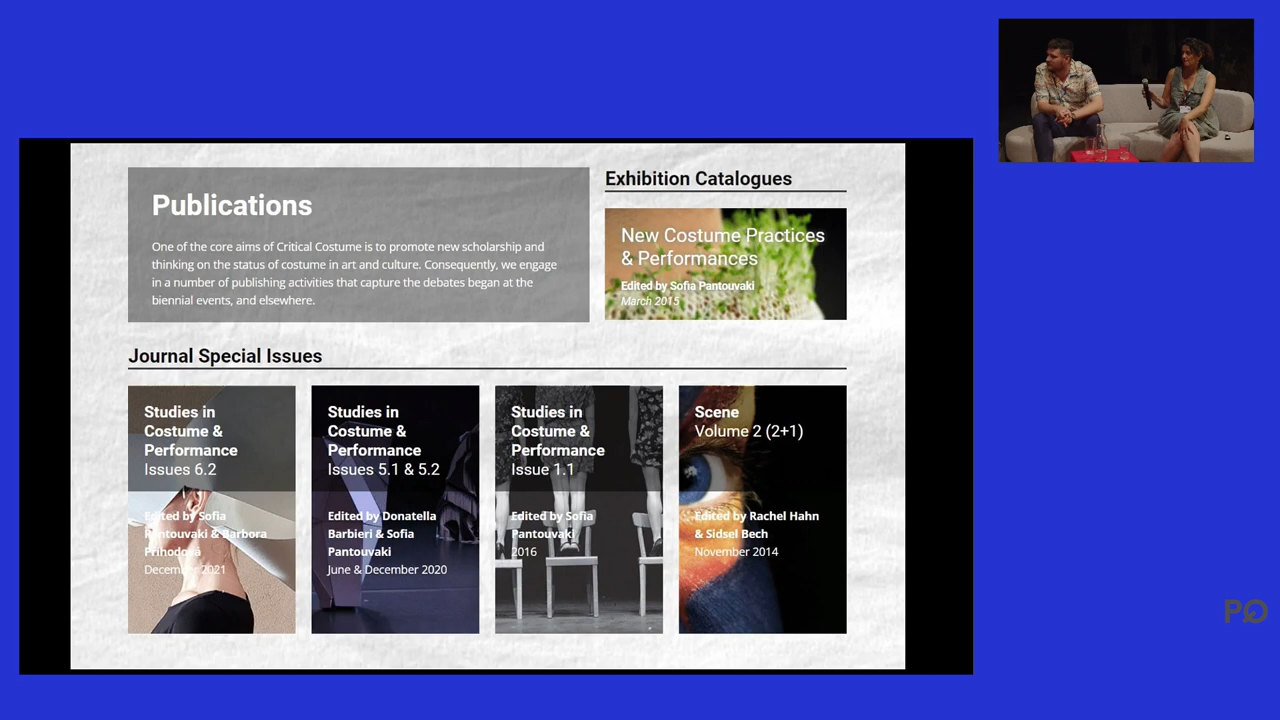 Publications
One of the core aims of Critical Costume is to promote new scholarship and
thinking on the status of costume in art and culture. Consequently, we engage
in a number of publishing activities that capture the debates began at the
biennial events, and elsewhere.
Exhibition Catalogues
New Costume Practices
& Performances
Edited by Sofia Pantouvaki
March 2015
Journal Special Issues
Studies in
Costume &
Performance
Issues 6.2
Edited by Sofia
Pantouvaki & Barbora
Příhodová
December 2021
Studies in
Costume &
Performance
Issues 5.1 & 5.2
Edited by Donatella
Barbieri & Sofia
Pantouvaki
June & December 2020
Studies in
Costume &
Performance
Issue 1.1
Edited by Sofia
Pantouvaki
2016
Scene
Volume 2 (2+1)
Edited by Rachel Hahn
& Sidsel Bech
November 2014
PQ